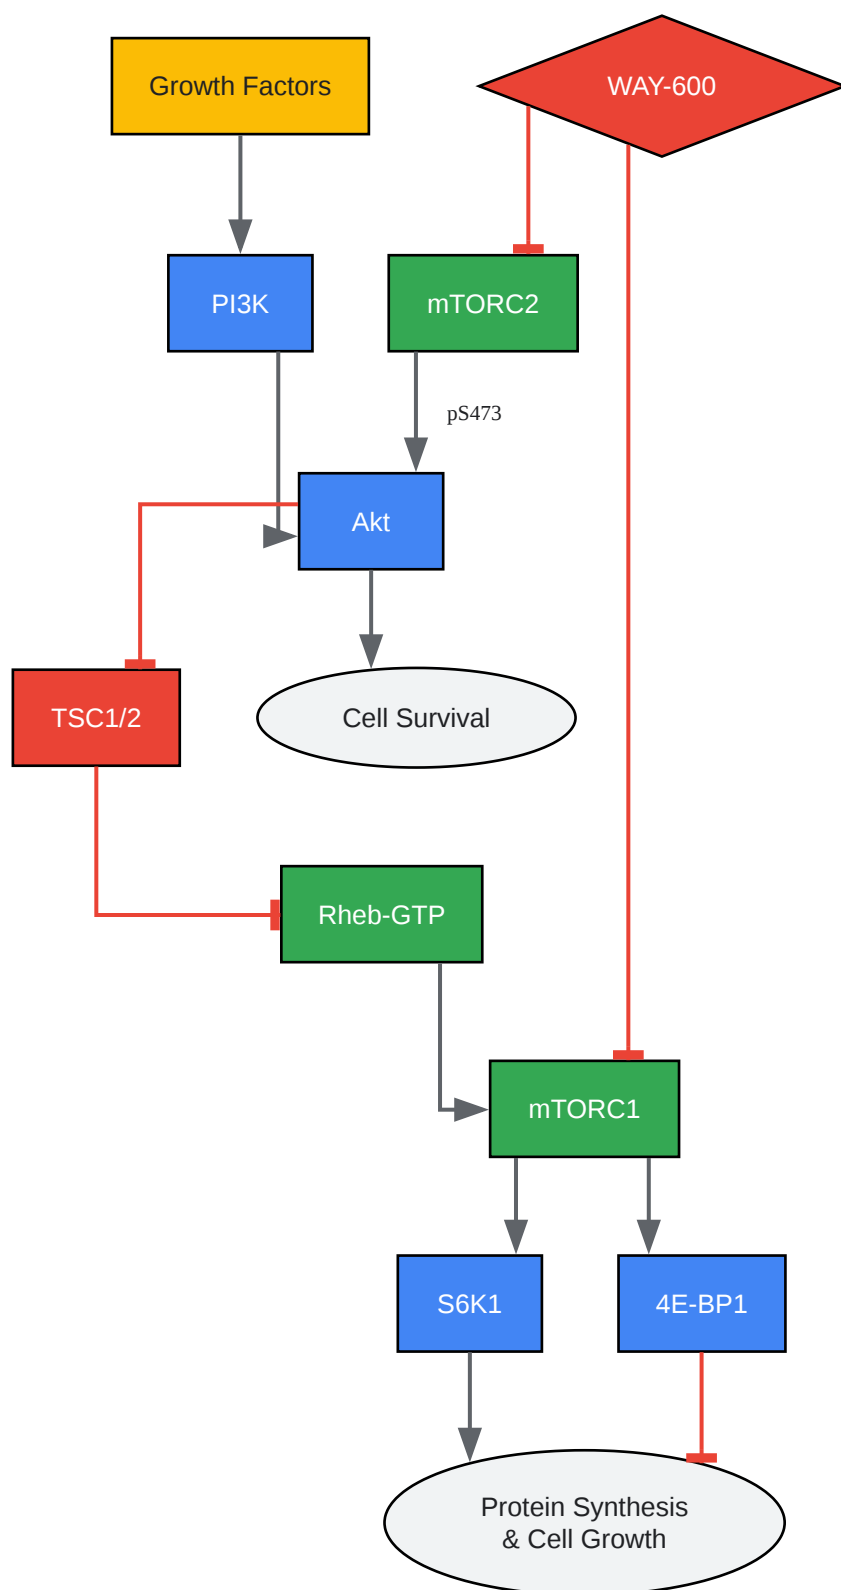 Growth Factors
WAY-600
PI3K
mTORC2
pS473
Akt
TSC1/2
Cell Survival
Rheb-GTP
mTORC1
S6K1
4E-BP1
Protein Synthesis
& Cell Growth